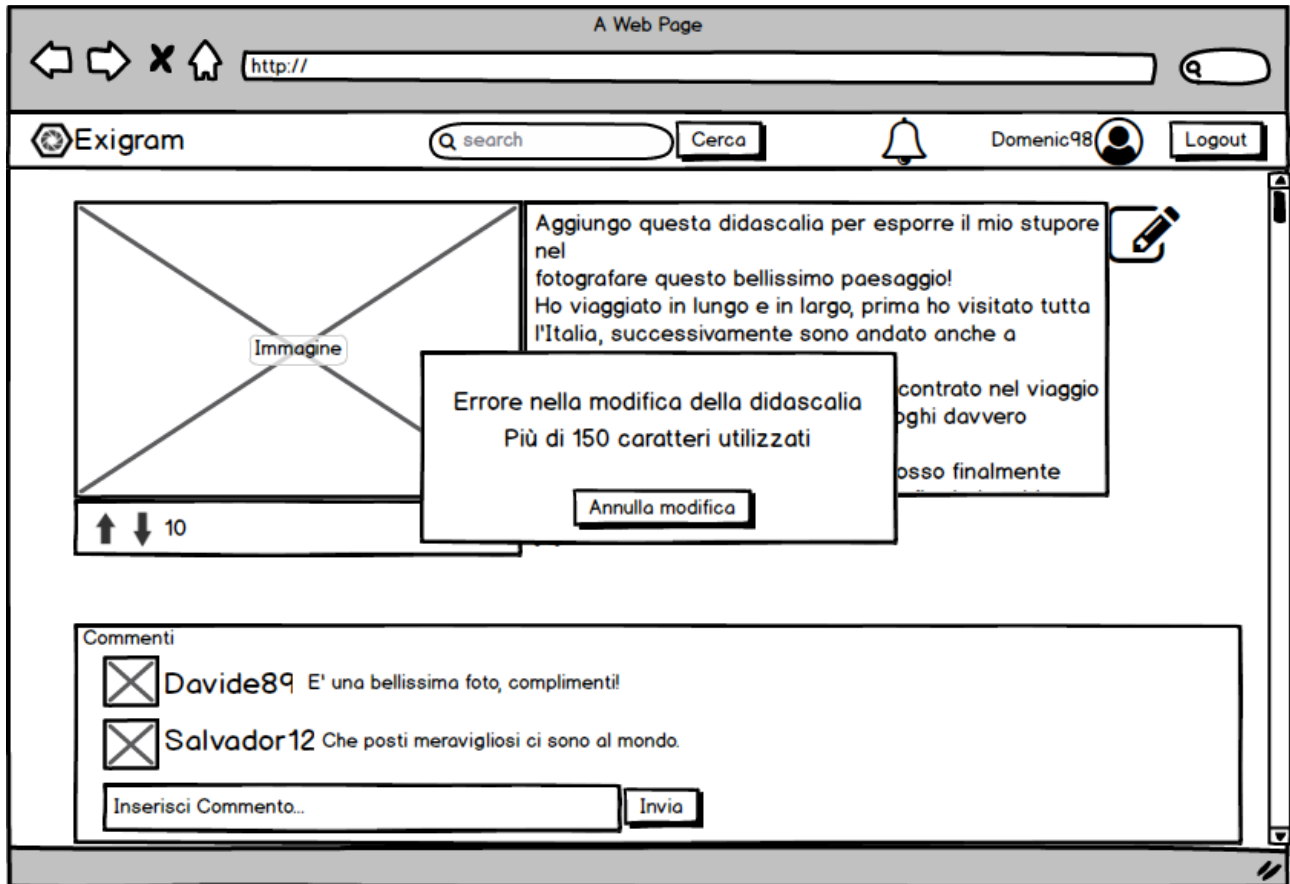 A Web Page
http://
Exigram
search
Cerca
Domenic98
Logout
Aggiungo questa didascalia per esporre il mio stupore
nel
fotografare questo bellissimo paesaggio!
Ho viaggiato in lungo e in largo, prima ho visitato tutta
l'Italia, successivamente sono andato anche a
contrato nel viaggio
oghi davvero
osso finalmente
Immagine
Errore nella modifica della didascalia
Più di 150 caratteri utilizzati
Annulla modifica
10
Commenti
Davide89 E' una bellissima foto, complimenti!
Salvador12 Che posti meravigliosi ci sono al mondo.
Inserisci Commento...
Invia